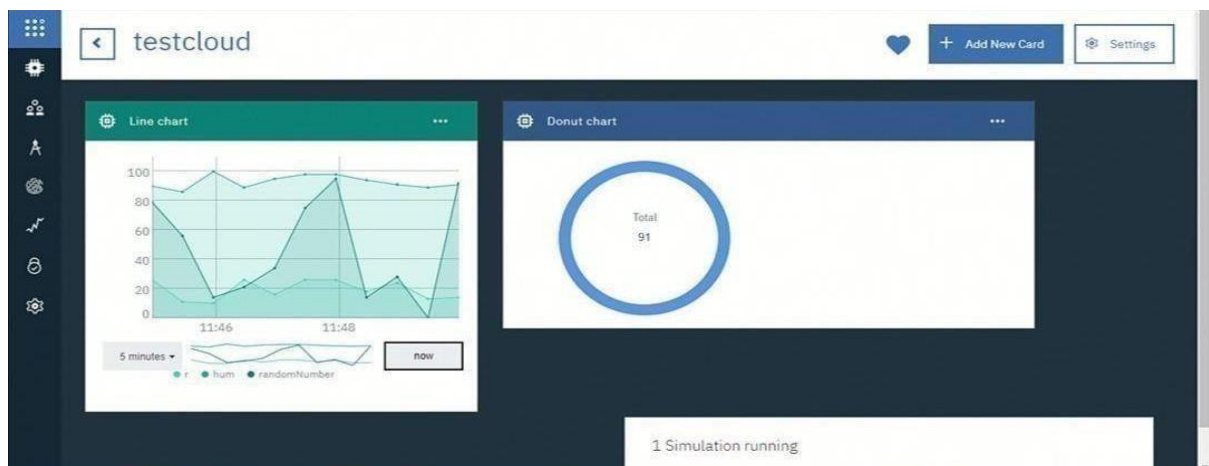 testcloud
+ Add New Card
Settings
Line chart
...
Donut chart
...
100
80
60
40
20
0
11:46
11:48
Total
91
5 minutes
now
r hum randomNumber
1 Simulation running